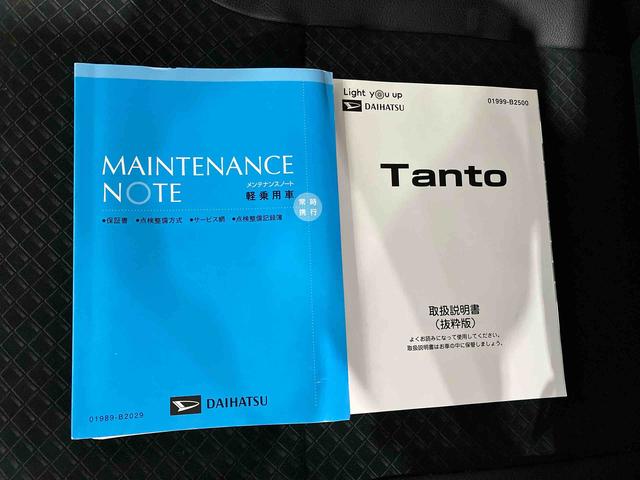 MAINTENANCE
NOTE
メンテナンスノート
軽乗用車
常時
携行
•保証書 •点検整備方式 •サービス網 •点検整備記録簿
DAIHATSU
01989-B2029
Light you up
DAIHATSU
01999-B2500
Tanto
取扱説明書
(抜粋版)
よくお読みになって使用してください。
取扱説明書はお車の中に保管しましょう。